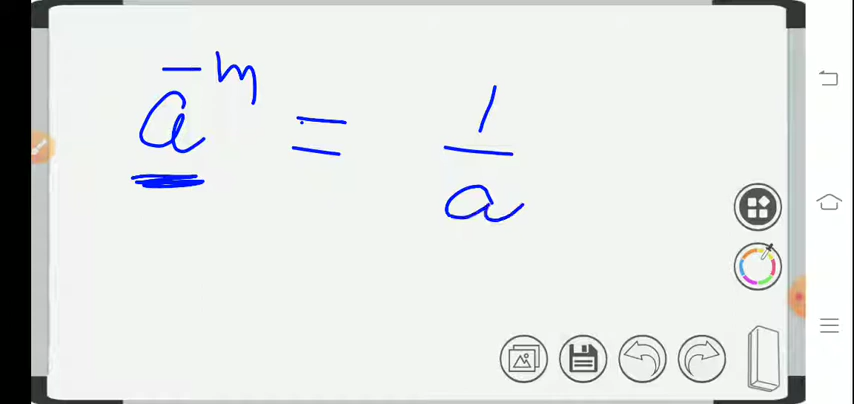 a⁻ᵐ = 1/a